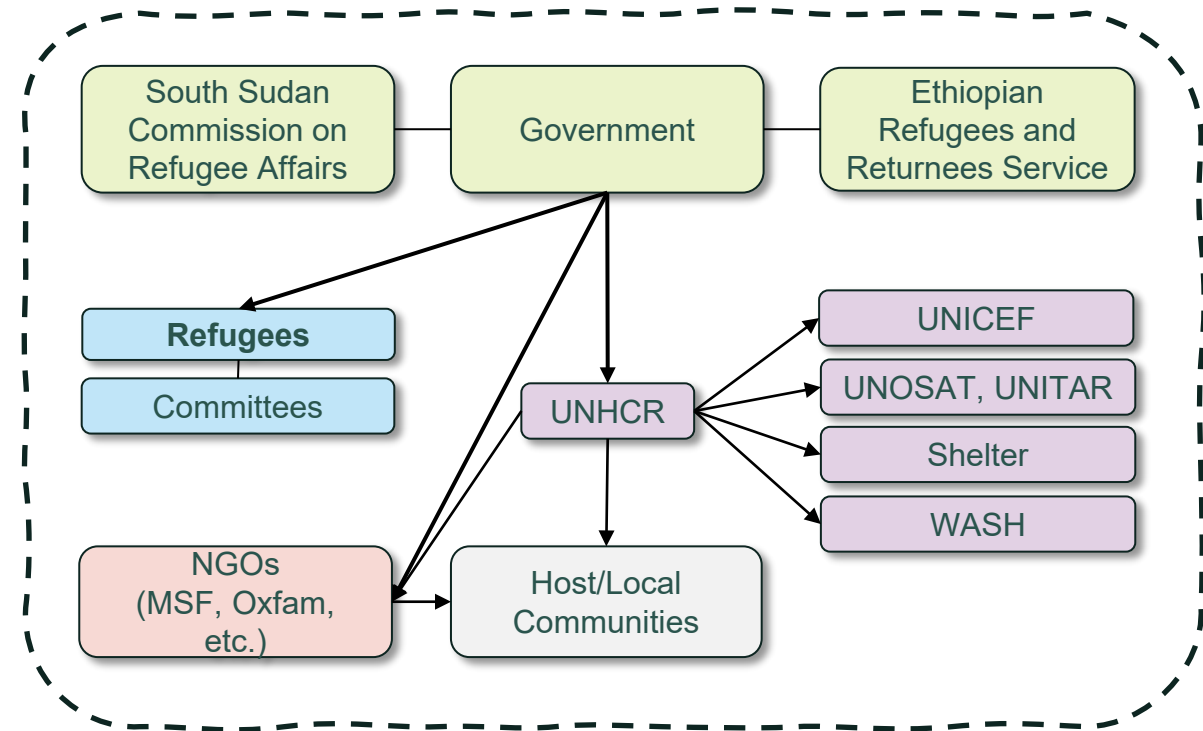 South Sudan
Commission on
Refugee Affairs
Government
Ethiopian
Refugees and
Returnees Service
Refugees
Committees
UNHCR
UNICEF
UNOSAT, UNITAR
Shelter
WASH
NGOs
(MSF, Oxfam,
etc.)
Host/Local
Communities